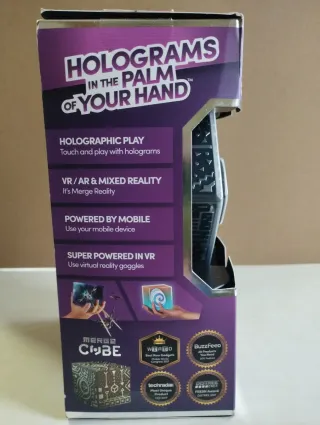 HOLOGRAMS
IN THE PALM
OF YOUR HAND™
HOLOGRAPHIC PLAY
Touch and play with holograms
VR / AR & MIXED REALITY
It's Merge Reality
POWERED BY MOBILE
Use your mobile device
SUPER POWERED IN VR
Use virtual reality goggles
MERGE
CUBE
BuzzFeed
techradar